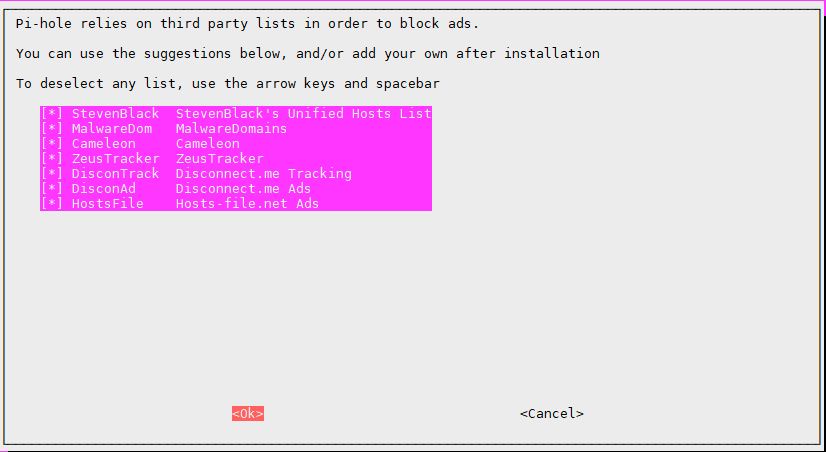 Pi-hole relies on third party lists in order to block ads.
You can use the suggestions below, and/or add your own after installation
To deselect any list, use the arrow keys and spacebar
[*] StevenBlack  StevenBlack's Unified Hosts List
[*] MalwareDom   MalwareDomains
[*] Cameleon     Cameleon
[*] ZeusTracker  ZeusTracker
[*] DisconTrack  Disconnect.me Tracking
[*] DisconAd     Disconnect.me Ads
[*] HostsFile    Hosts-file.net Ads
<Ok> <Cancel>